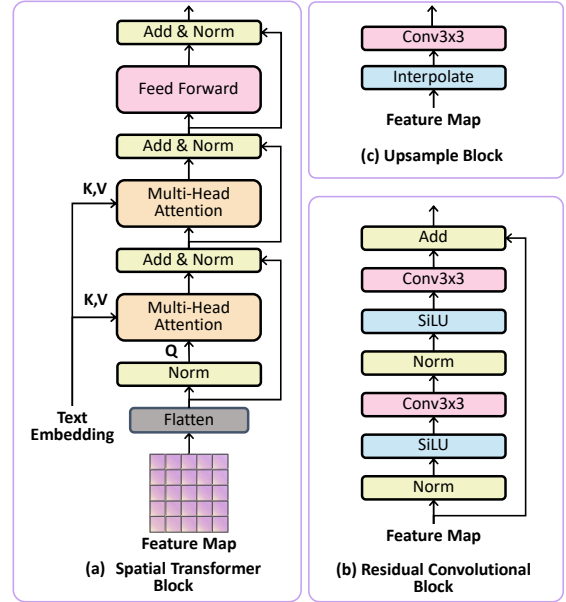 Add & Norm
Feed Forward
Add & Norm
K,V
Multi-Head
Attention
Add & Norm
K,V
Multi-Head
Attention
Q
Norm
Text
Embedding
Flatten
Feature Map
(a) Spatial Transformer
Block
Conv3x3
Interpolate
Feature Map
(c) Upsample Block
Add
Conv3x3
SiLU
Norm
Conv3x3
SiLU
Norm
Feature Map
(b) Residual Convolutional
Block